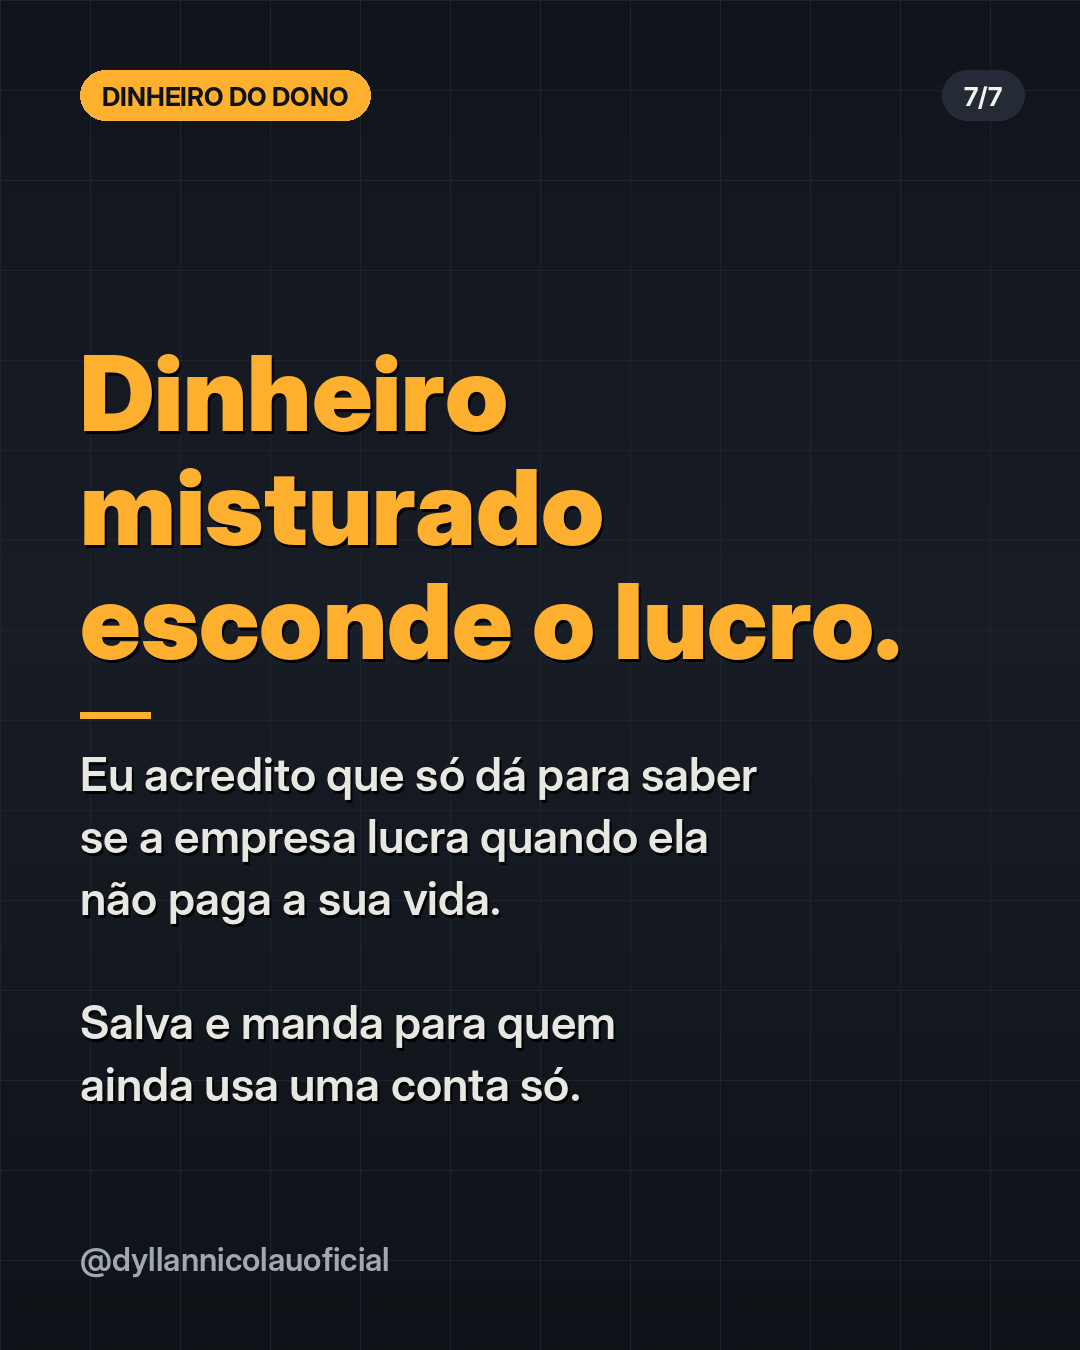 DINHEIRO DO DONO
7/7
Dinheiro
misturado
esconde o lucro.
Eu acredito que só dá para saber
se a empresa lucra quando ela
não paga a sua vida.
Salva e manda para quem
ainda usa uma conta só.
@dyllannicolauoficial